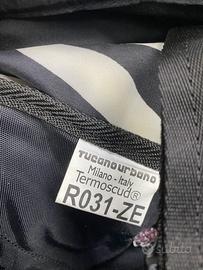 Tucanourbano
Milano - Italy
Termoscud®
R031-ZE
subito